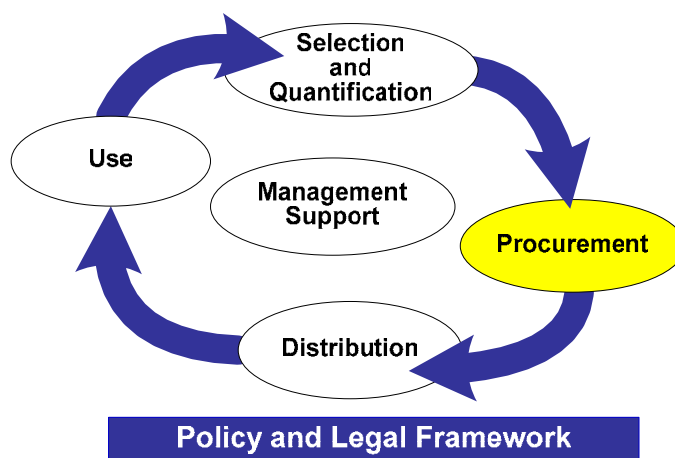 Selection
and
Quantification
Use
Management
Support
Procurement
Distribution
Policy and Legal Framework